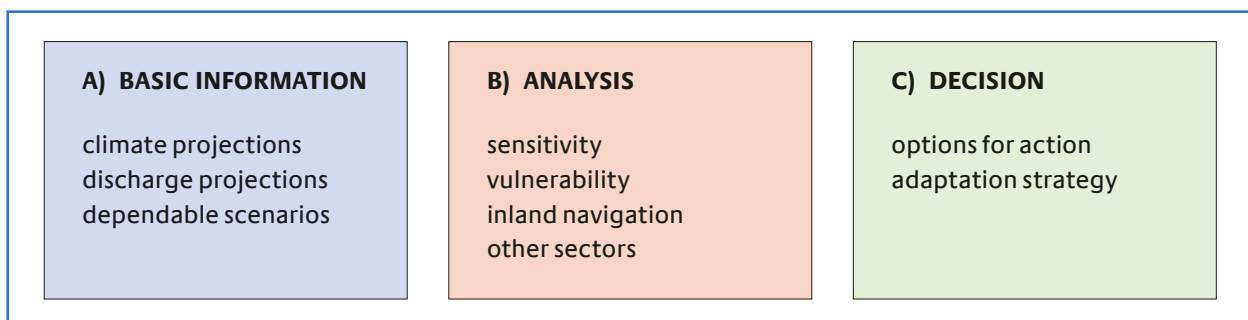 A) BASIC INFORMATION
climate projections
discharge projections
dependable scenarios
B) ANALYSIS
sensitivity
vulnerability
inland navigation
other sectors
C) DECISION
options for action
adaptation strategy